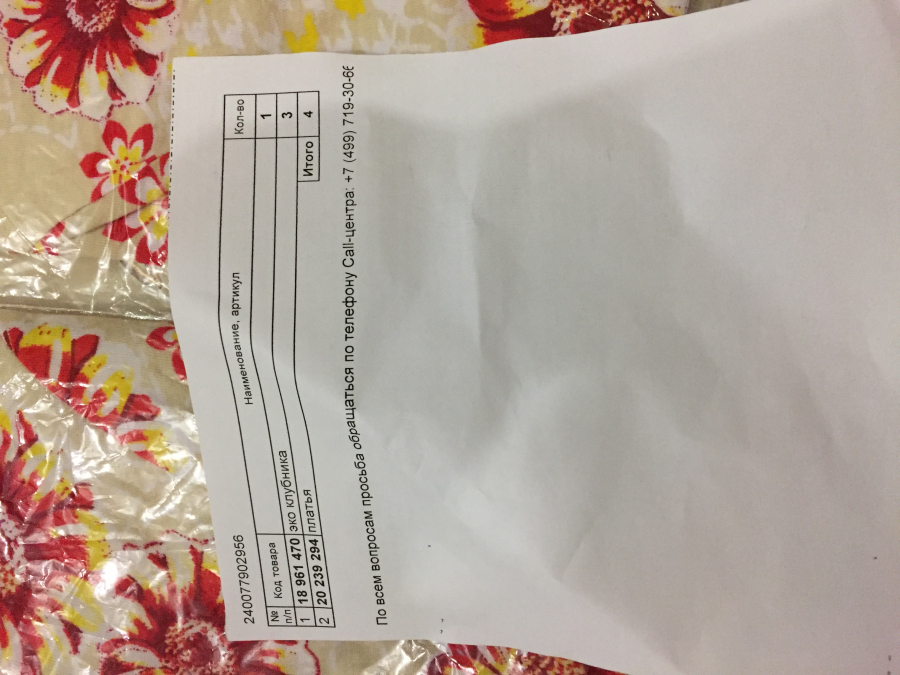 240077902956
№ п/п Код товара Наименование, артикул Кол-во
1 18 961 470 эко клубника 1
2 20 239 294 платья 3
Итого 4
По всем вопросам просьба обращаться по телефону Call-центра: +7 (499) 719-30-66